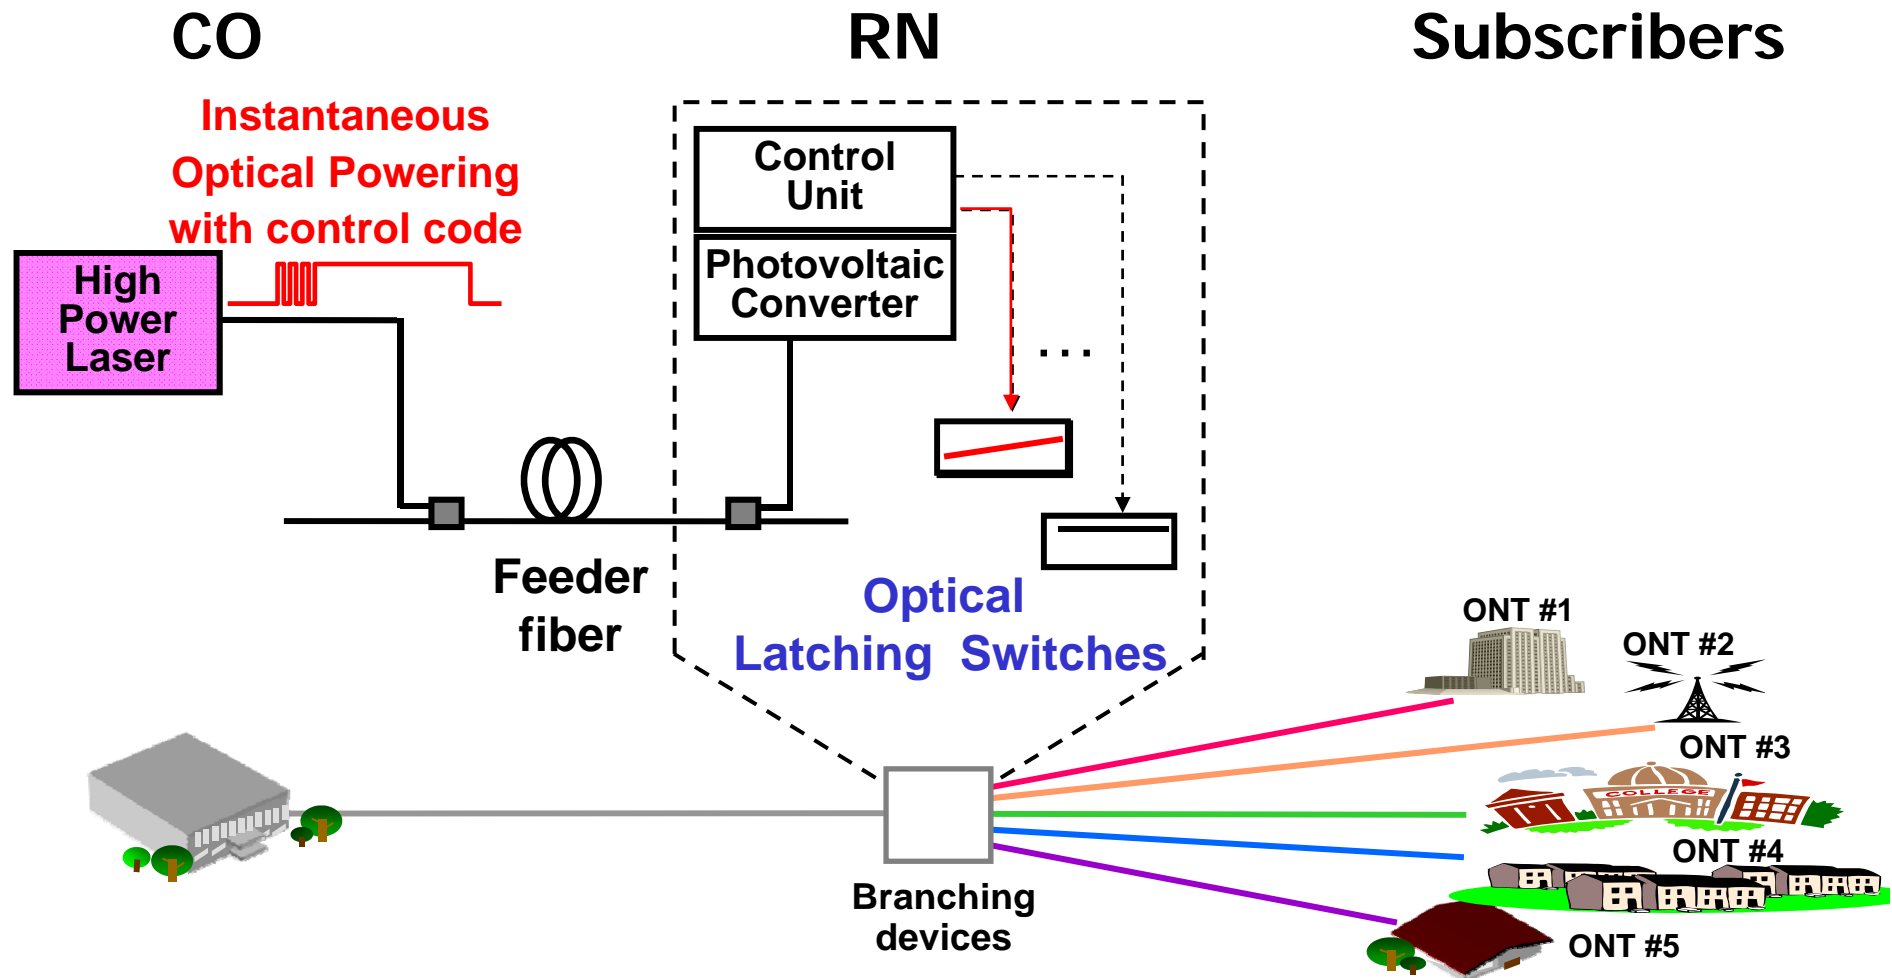 CO
RN
Subscribers
Instantaneous
Optical Powering
with control code
High
Power
Laser
Control
Unit
Photovoltaic
Converter
...
Feeder
fiber
Optical
Latching Switches
ONT #1
ONT #2
ONT #3
COLLEGE
ONT #4
ONT #5
Branching
devices